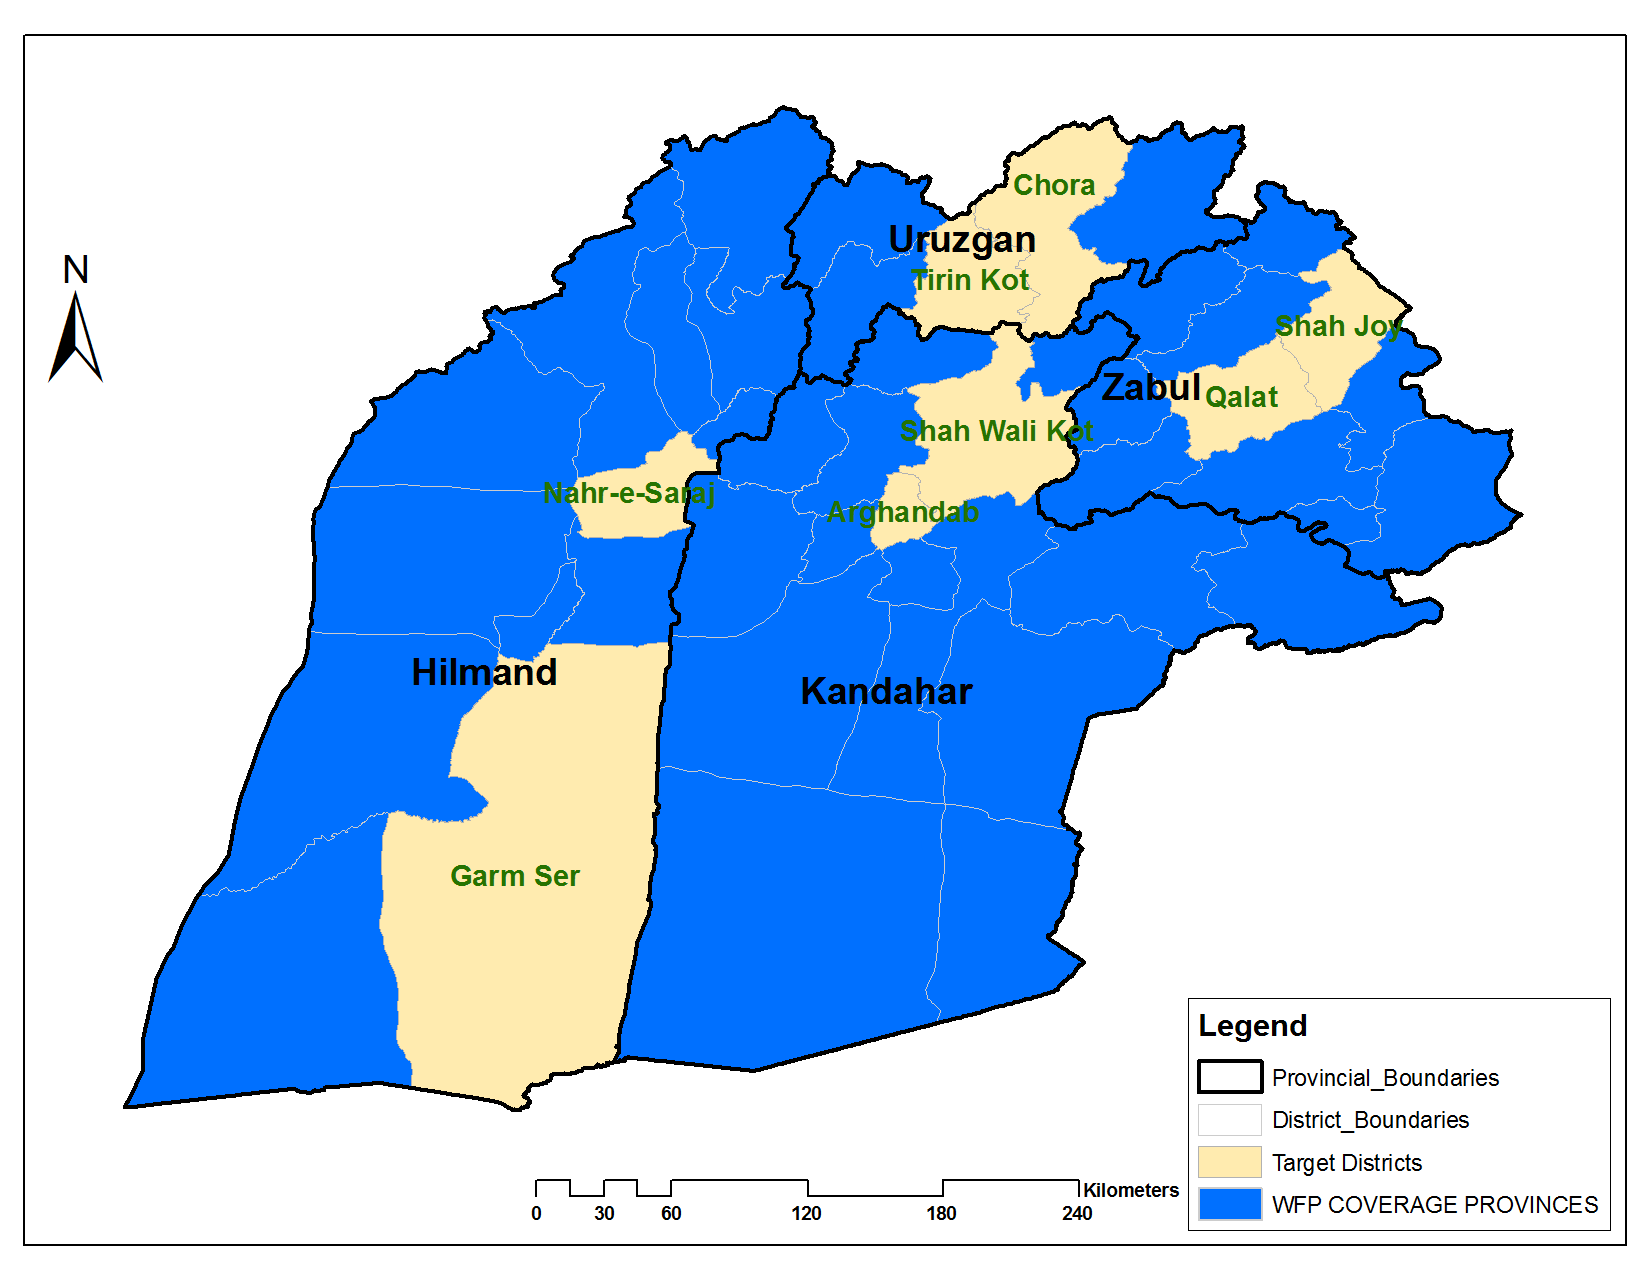 N
Chora
Uruzgan
Tirin Kot
Shah Joy
Zabul
Qalat
Shah Wali Kot
Nahr-e-Saraj
Arghandab
Hilmand
Kandahar
Garm Ser
Legend
Provincial_Boundaries
District_Boundaries
Target Districts
WFP COVERAGE PROVINCES
Kilometers
0 30 60 120 180 240